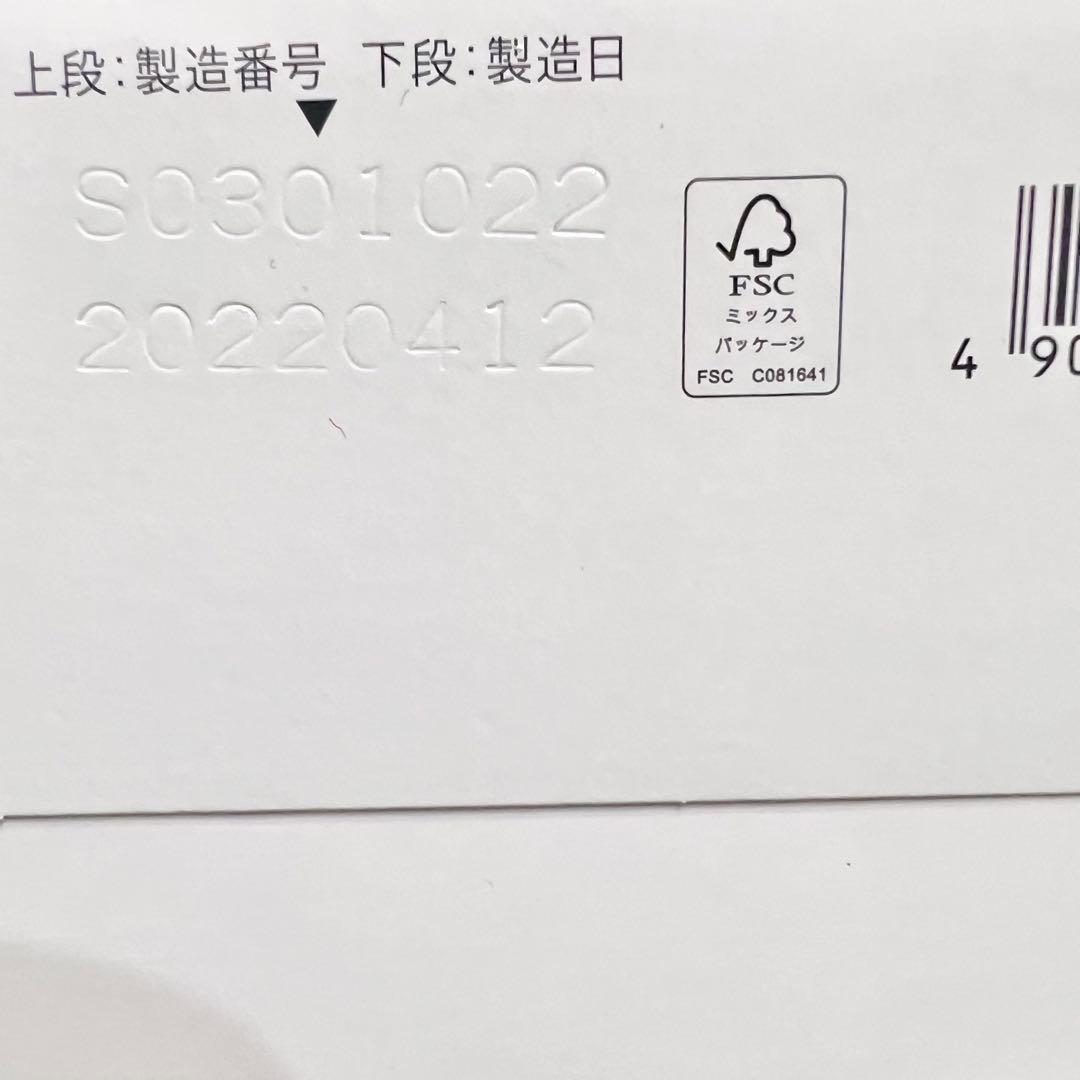 上段:製造番号 下段:製造日
S0301022
20220412
FSC
ミックス
パッケージ
FSC C081641
4 90